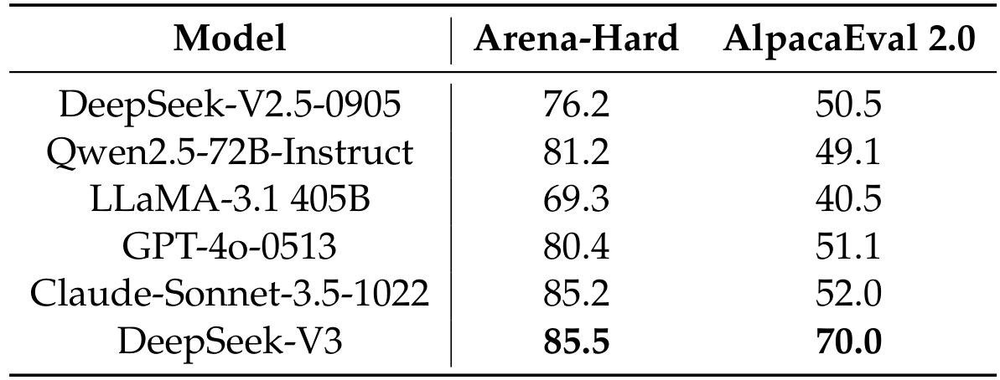 Model Arena-Hard AlpacaEval 2.0
DeepSeek-V2.5-0905 76.2 50.5
Qwen2.5-72B-Instruct 81.2 49.1
LLaMA-3.1 405B 69.3 40.5
GPT-4o-0513 80.4 51.1
Claude-Sonnet-3.5-1022 85.2 52.0
DeepSeek-V3 85.5 70.0